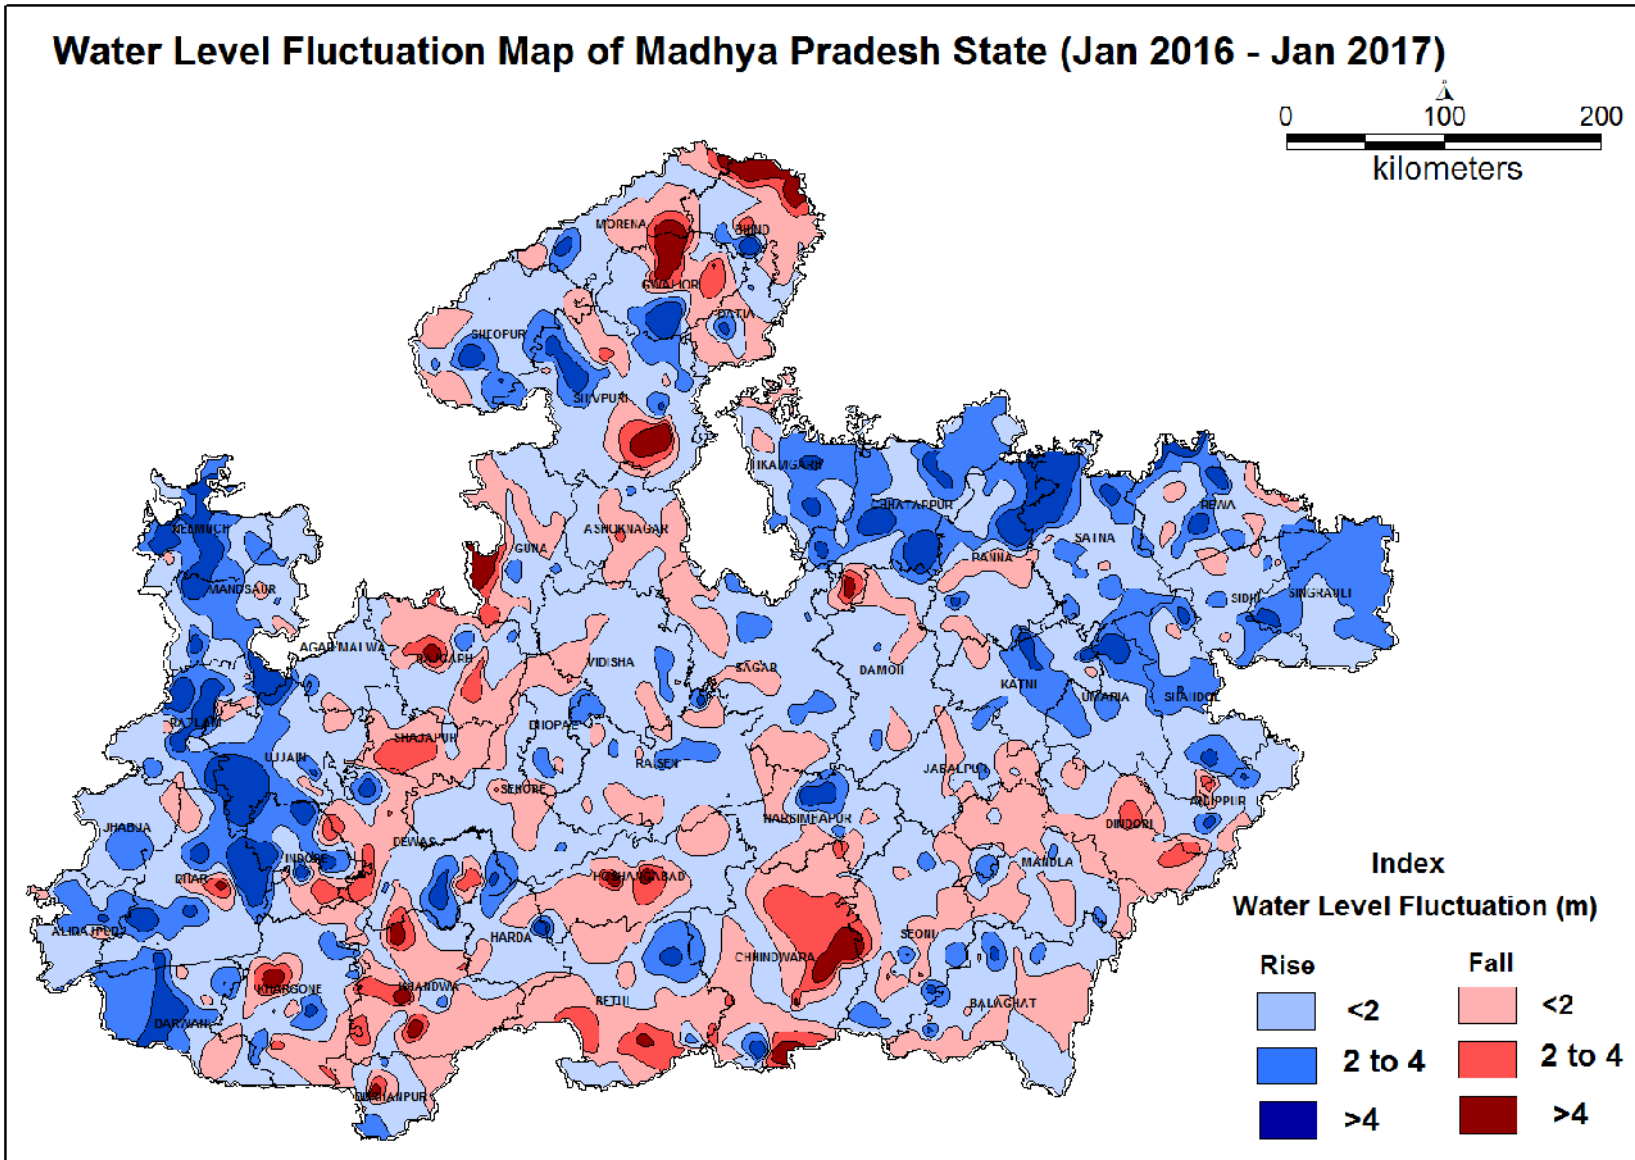 Water Level Fluctuation Map of Madhya Pradesh State (Jan 2016 - Jan 2017)
0 100 200
kilometers
MORENA
BHIND
GWALIOR
DATIA
SHEOPUR
SHIVPURI
TIKAMGARH
NEEMUCH
CHHATARPUR
REWA
ASHOKNAGAR
GUNA
SATNA
PANNA
MANDSAUR
SIDHI
SINGRAULI
AGAR MALWA
RAJGARH
VIDISHA
SAGAR
DAMOH
KATNI
UMARIA
SHAHDOL
RATLAM
BHOPAL
SHAJAPUR
UJJAIN
RAISEN
JABALPUR
SEHORE
NARSIMHAPUR
DINDORI
JHABUA
DEWAS
INDORE
MANDLA
DHAR
HOSHANGABAD
ALIRAJPUR
HARDA
SEONI
CHHINDWARA
KHARGONE
KHANDWA
BETUL
BALAGHAT
BARWANI
BURHANPUR
Index
Water Level Fluctuation (m)
Rise Fall
<2 <2
2 to 4 2 to 4
>4 >4